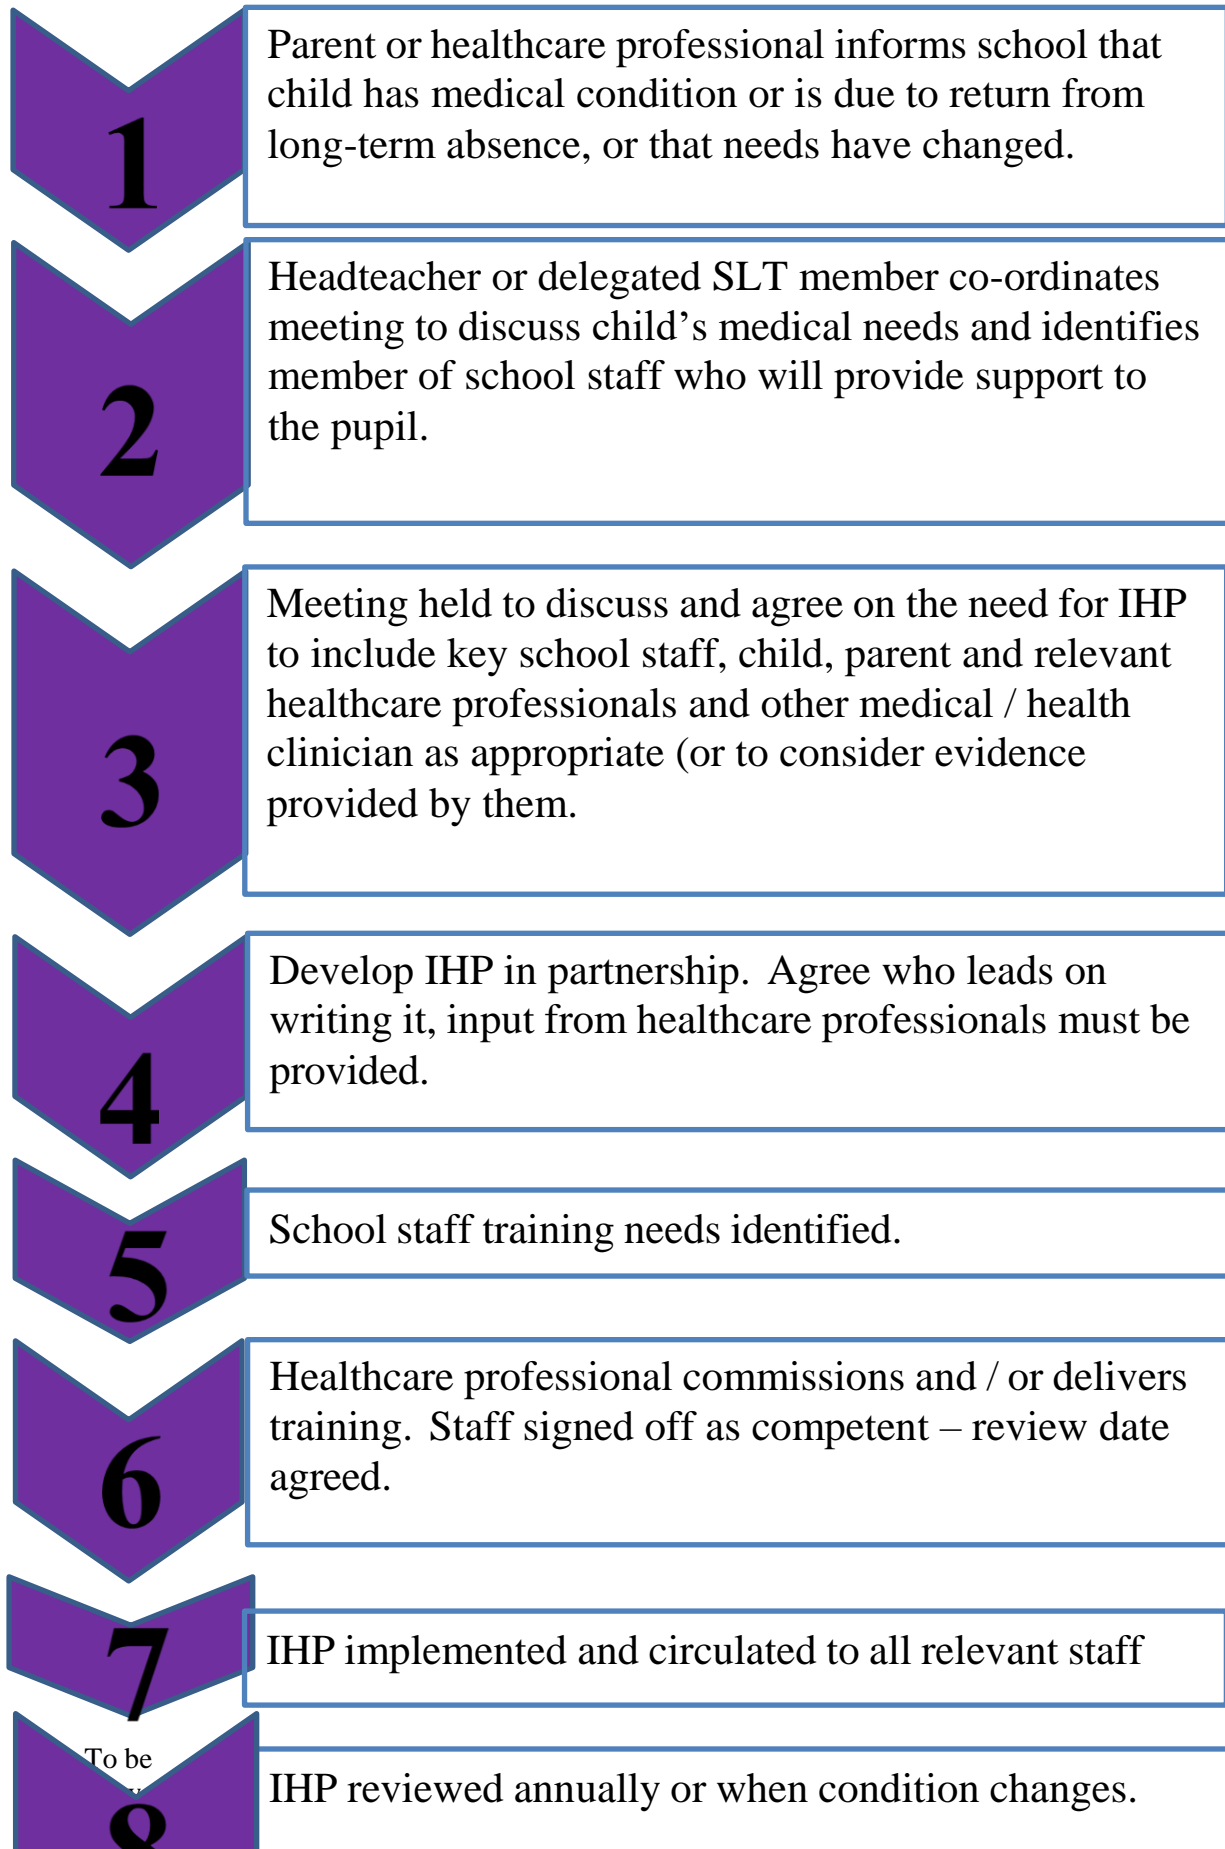 1
Parent or healthcare professional informs school that
child has medical condition or is due to return from
long-term absence, or that needs have changed.
2
Headteacher or delegated SLT member co-ordinates
meeting to discuss child’s medical needs and identifies
member of school staff who will provide support to
the pupil.
3
Meeting held to discuss and agree on the need for IHP
to include key school staff, child, parent and relevant
healthcare professionals and other medical / health
clinician as appropriate (or to consider evidence
provided by them.
4
Develop IHP in partnership. Agree who leads on
writing it, input from healthcare professionals must be
provided.
5
School staff training needs identified.
6
Healthcare professional commissions and / or delivers
training. Staff signed off as competent – review date
agreed.
7
IHP implemented and circulated to all relevant staff
To be
8
IHP reviewed annually or when condition changes.